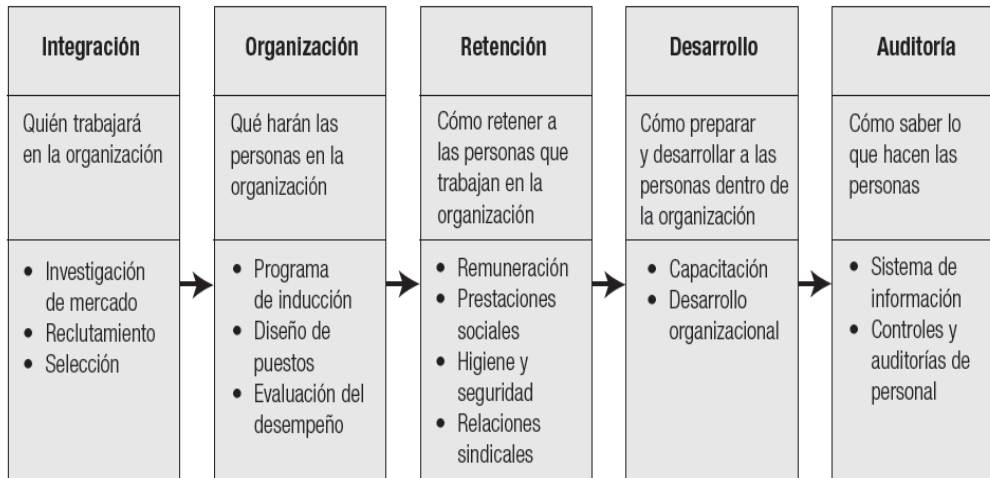 Integración
Quién trabajará
en la organización
• Investigación
de mercado
• Reclutamiento
• Selección
Organización
Qué harán las
personas en la
organización
• Programa
de inducción
• Diseño de
puestos
• Evaluación del
desempeño
Retención
Cómo retener a
las personas que
trabajan en la
organización
• Remuneración
• Prestaciones
sociales
• Higiene y
seguridad
• Relaciones
sindicales
Desarrollo
Cómo preparar
y desarrollar a las
personas dentro de
la organización
• Capacitación
• Desarrollo
organizacional
Auditoría
Cómo saber lo
que hacen las
personas
• Sistema de
información
• Controles y
auditorías de
personal